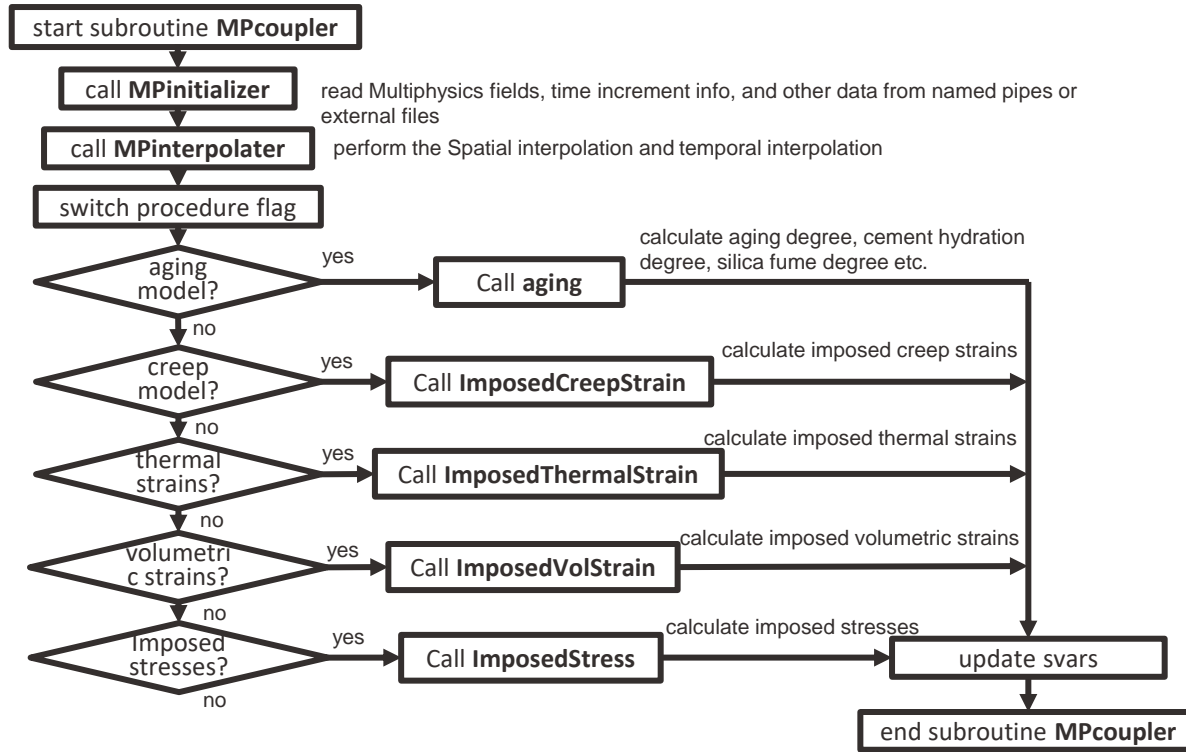 start subroutine MPcoupler
call MPinitializer
read Multiphysics fields, time increment info, and other data from named pipes or
external files
call MPinterpolater
perform the Spatial interpolation and temporal interpolation
switch procedure flag
aging
model?
yes
Call aging
calculate aging degree, cement hydration
degree, silica fume degree etc.
no
creep
model?
yes
Call ImposedCreepStrain
calculate imposed creep strains
no
thermal
strains?
yes
Call ImposedThermalStrain
calculate imposed thermal strains
no
volumetri
c strains?
yes
Call ImposedVolStrain
calculate imposed volumetric strains
no
Imposed
stresses?
yes
Call ImposedStress
calculate imposed stresses
no
update svars
end subroutine MPcoupler